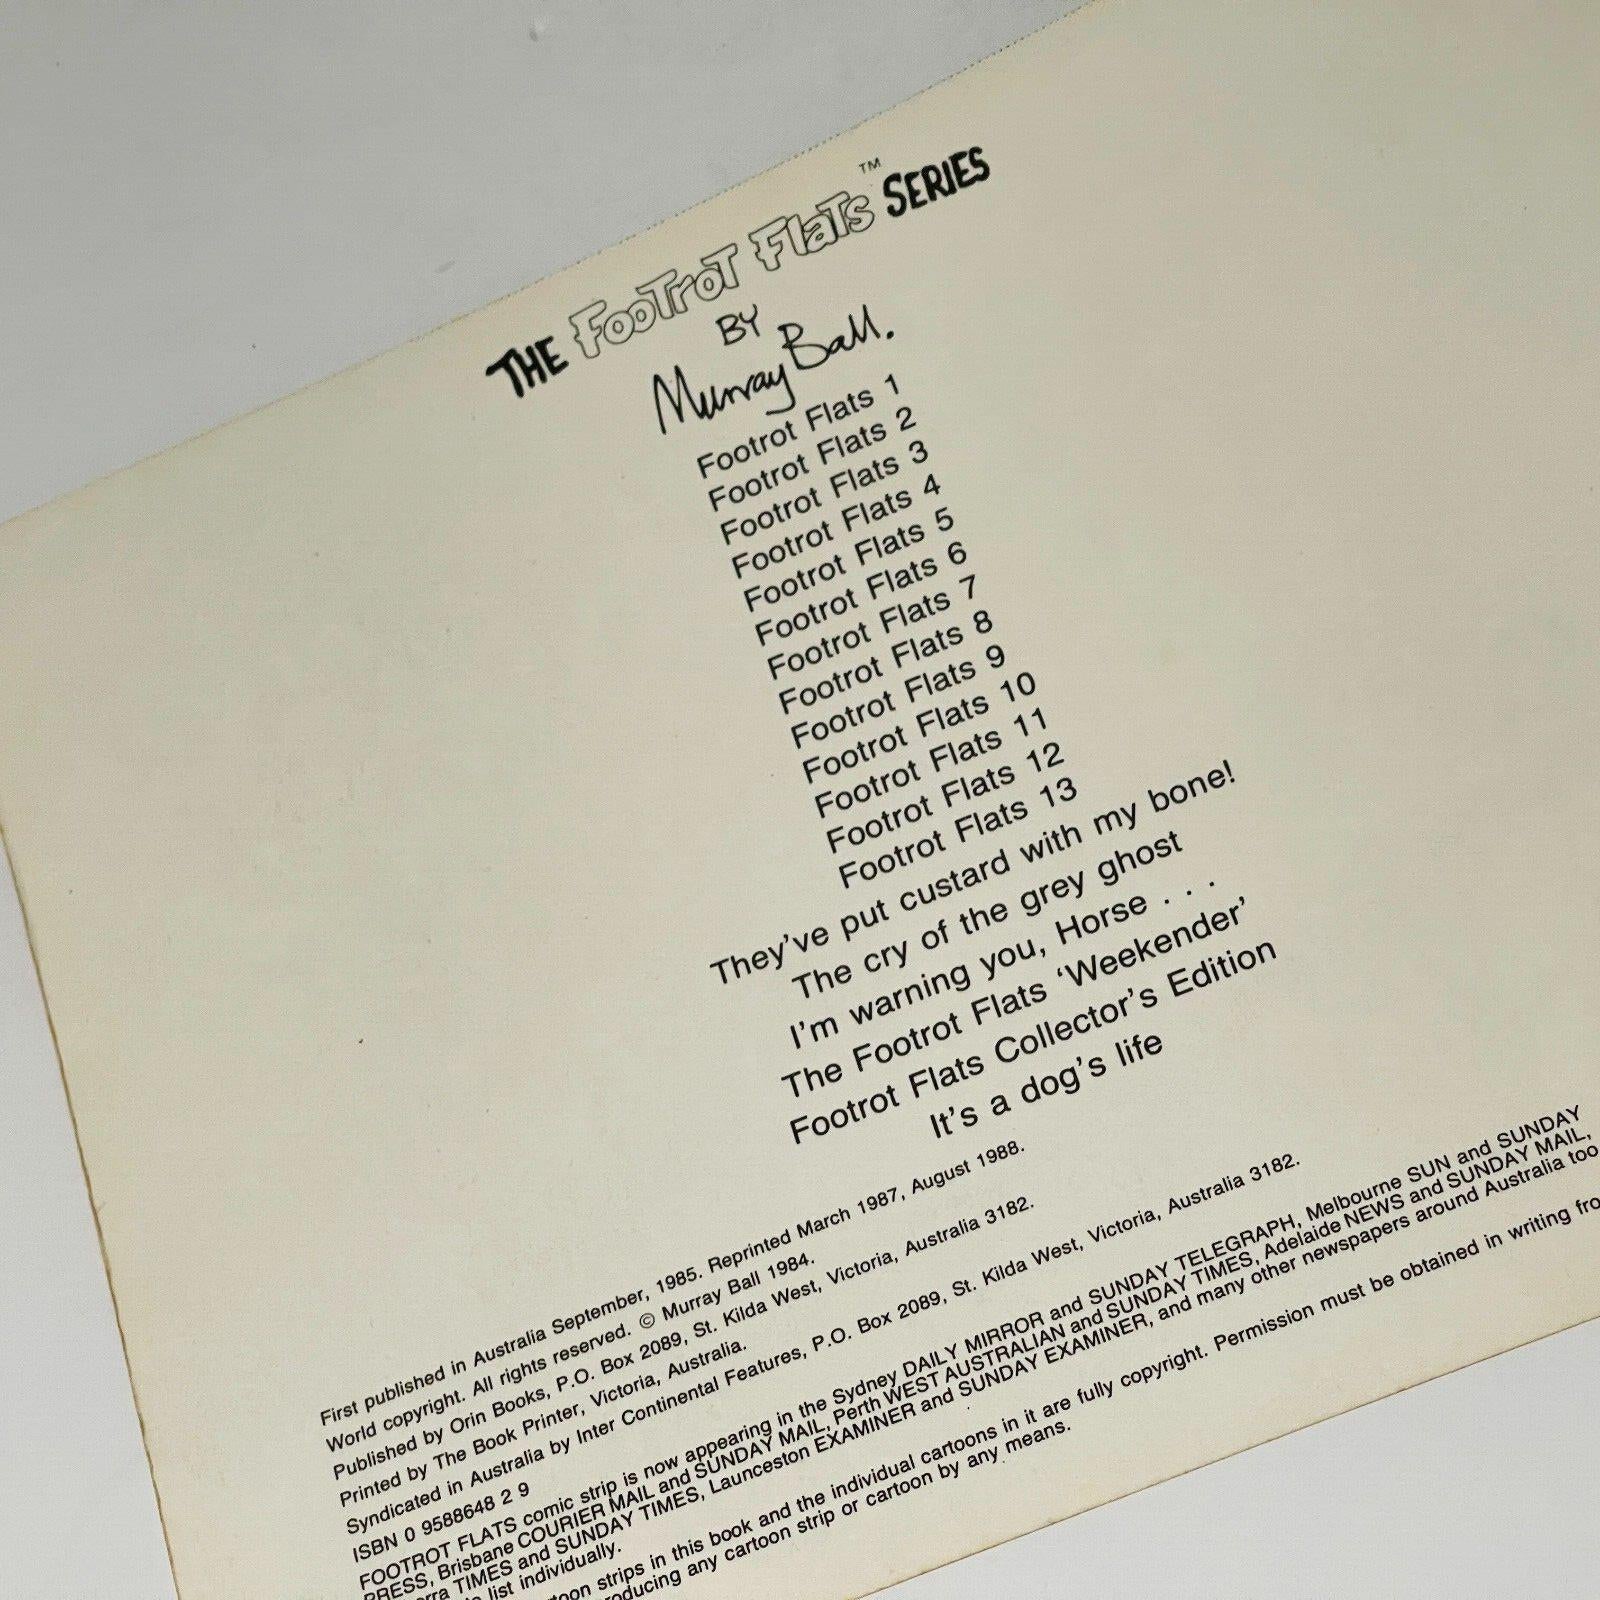 THE FooTroT FlaTs™ SERIES
BY
Murray Ball.
Footrot Flats 1
Footrot Flats 2
Footrot Flats 3
Footrot Flats 4
Footrot Flats 5
Footrot Flats 6
Footrot Flats 7
Footrot Flats 8
Footrot Flats 9
Footrot Flats 10
Footrot Flats 11
Footrot Flats 12
Footrot Flats 13
They've put custard with my bone!
The cry of the grey ghost
I'm warning you, Horse . . .
The Footrot Flats 'Weekender'
Footrot Flats Collector's Edition
It's a dog's life
First published in Australia September, 1985. Reprinted March 1987, August 1988.
World copyright. All rights reserved. © Murray Ball 1984.
Published by Orin Books, P.O. Box 2089, St. Kilda West, Victoria, Australia 3182.
Printed by The Book Printer, Victoria, Australia.
Syndicated in Australia by Inter Continental Features, P.O. Box 2089, St. Kilda West, Victoria, Australia 3182.
ISBN 0 9588648 2 9
FOOTROT FLATS comic strip is now appearing in the Sydney DAILY MIRROR and SUNDAY TELEGRAPH, Melbourne SUN and SUNDAY
PRESS, Brisbane COURIER MAIL and SUNDAY MAIL, Perth WEST AUSTRALIAN and SUNDAY TIMES, Adelaide NEWS and SUNDAY MAIL,
TIMES and SUNDAY TIMES, Launceston EXAMINER and SUNDAY EXAMINER, and many other newspapers around Australia too
list individually.
strips in this book and the individual cartoons in it are fully copyright. Permission must be obtained in writing
any cartoon strip or cartoon by any means.